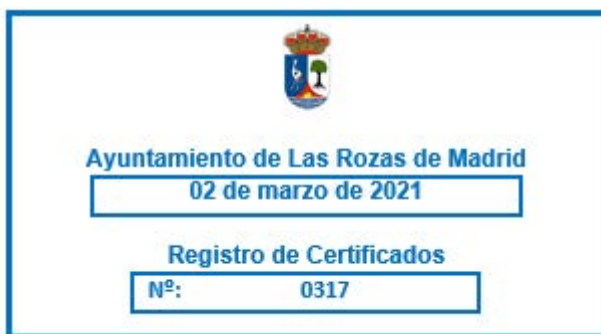 Ayuntamiento de Las Rozas de Madrid
02 de marzo de 2021
Registro de Certificados
Nº: 0317